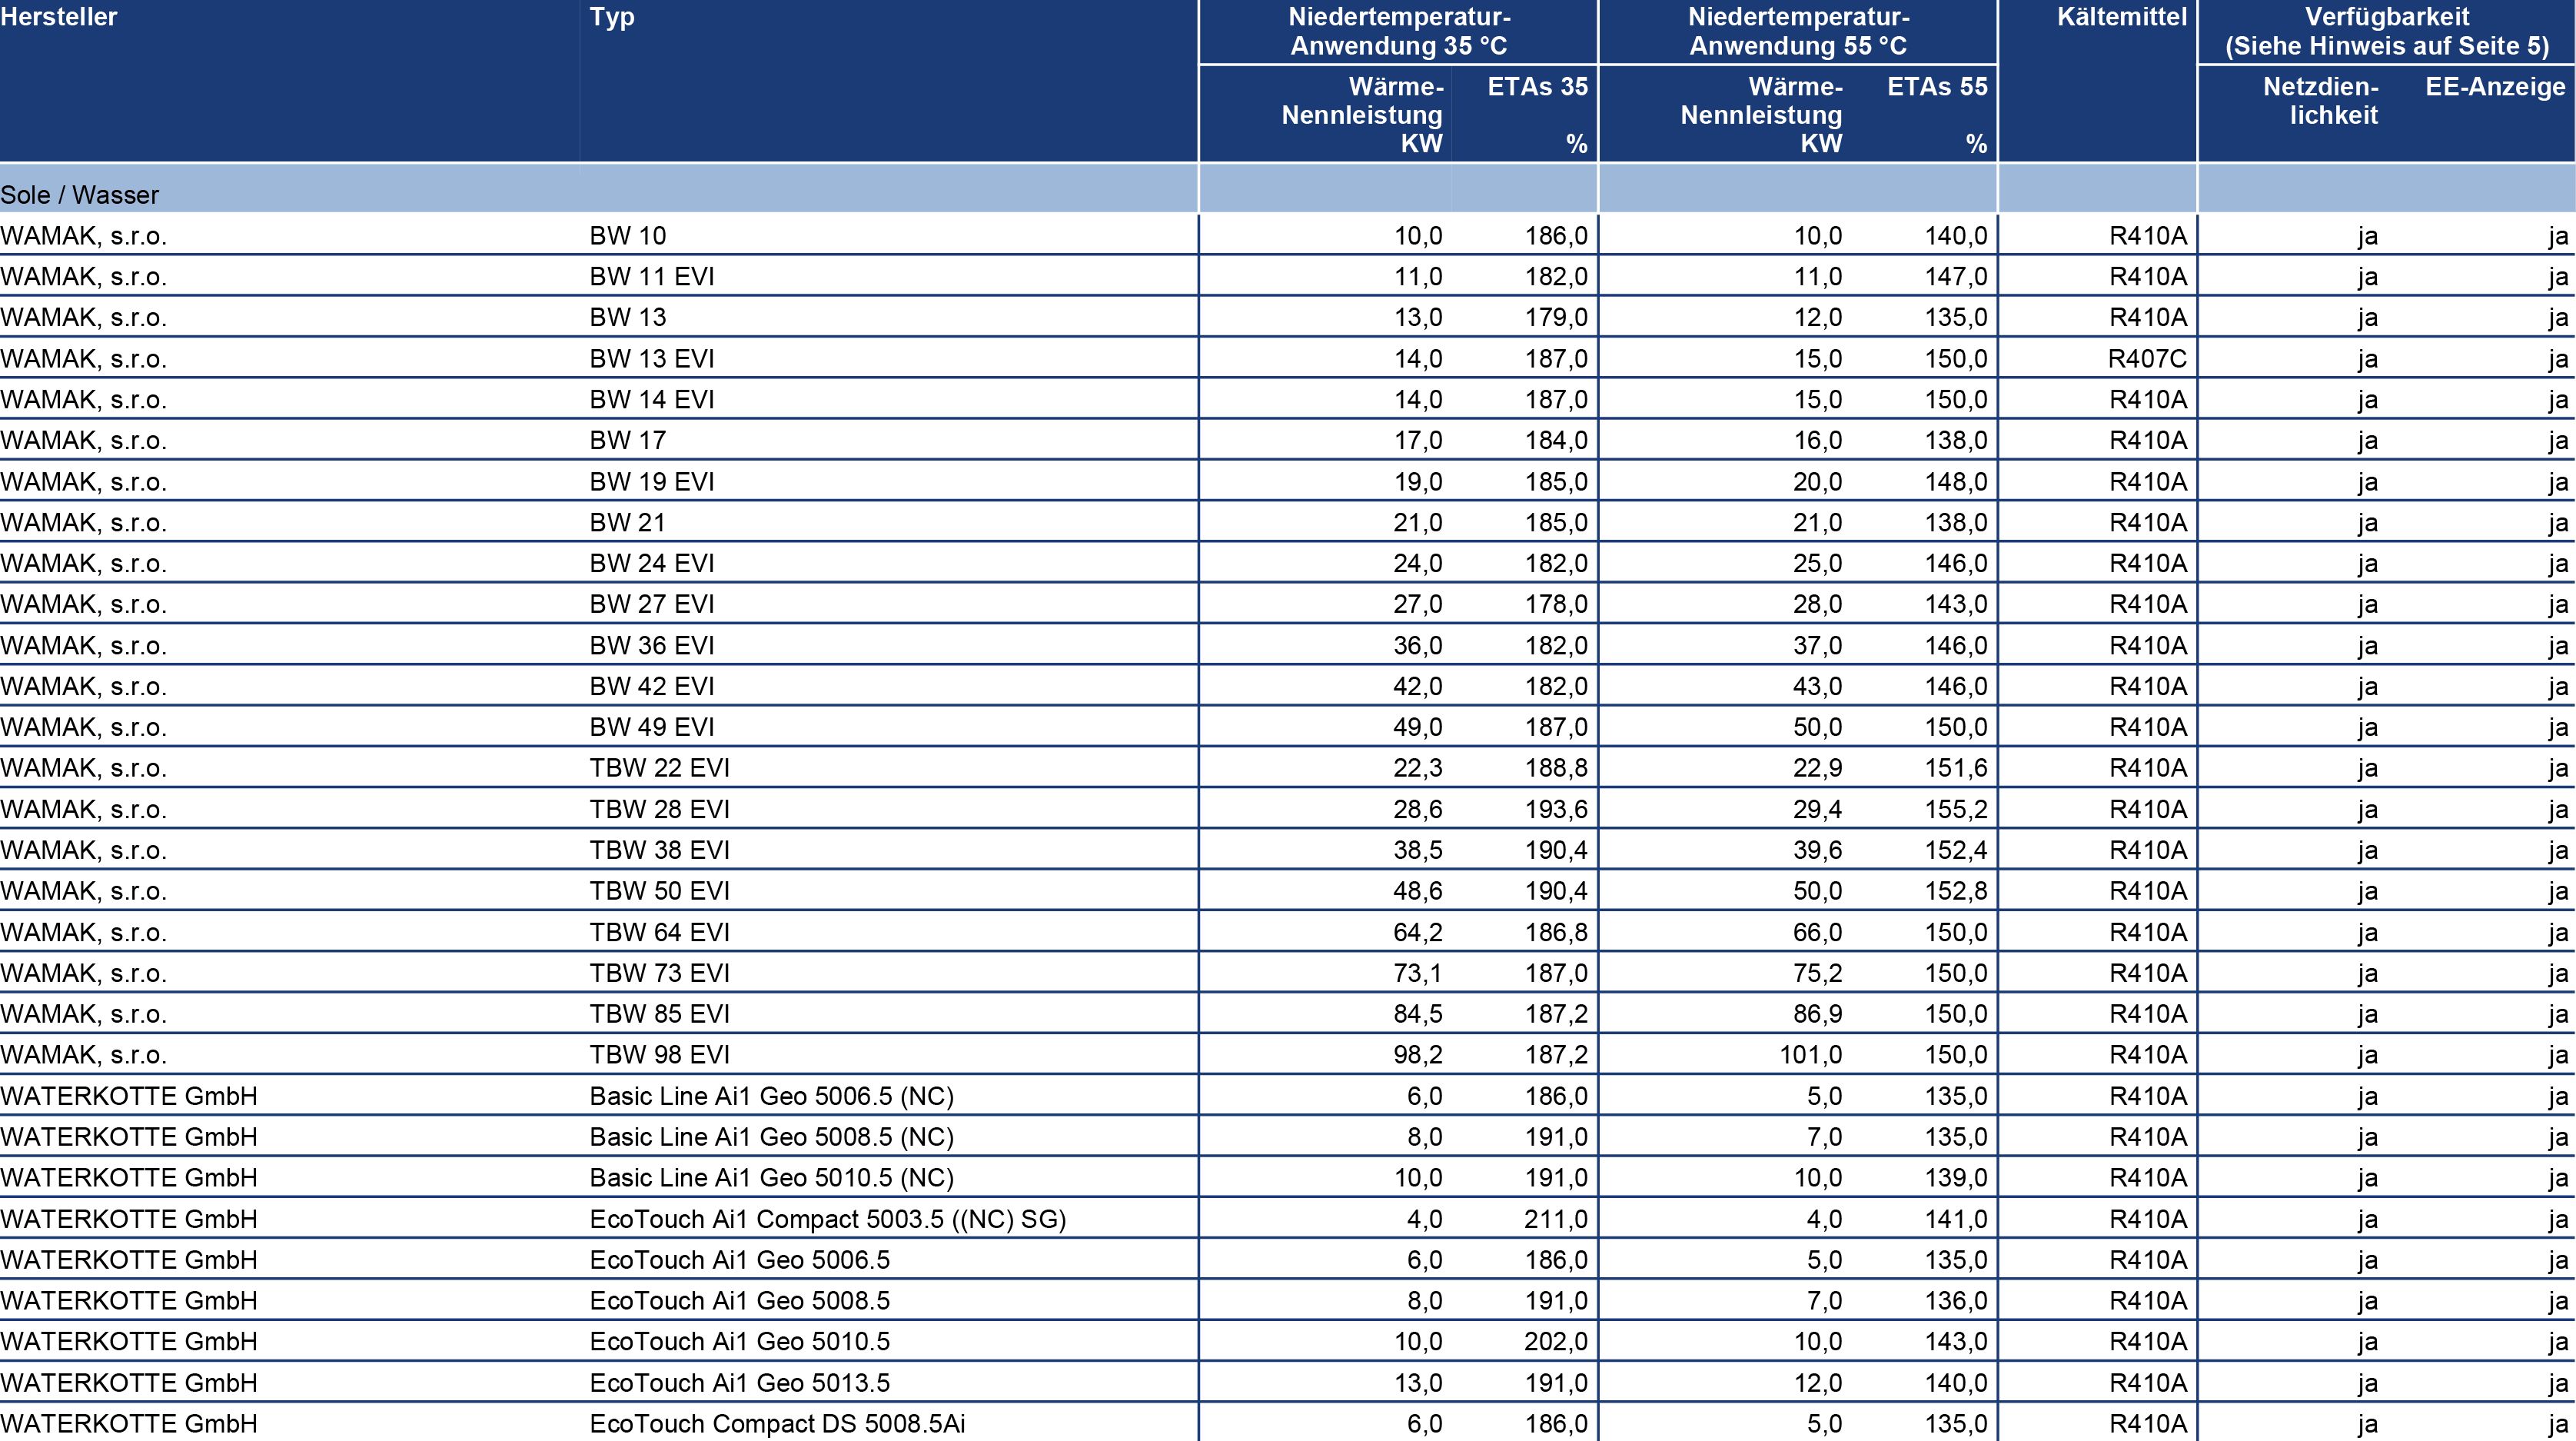 Hersteller Typ Niedertemperatur- Niedertemperatur- Kältemittel Verfügbarkeit
Anwendung 35 °C Anwendung 55 °C (Siehe Hinweis auf Seite 5)
Wärme- ETAs 35 Wärme- ETAs 55 Netzdien- EE-Anzeige
Nennleistung Nennleistung lichkeit
KW % KW %
Sole / Wasser
WAMAK, s.r.o. BW 10 10,0 186,0 10,0 140,0 R410A ja ja
WAMAK, s.r.o. BW 11 EVI 11,0 182,0 11,0 147,0 R410A ja ja
WAMAK, s.r.o. BW 13 13,0 179,0 12,0 135,0 R410A ja ja
WAMAK, s.r.o. BW 13 EVI 14,0 187,0 15,0 150,0 R407C ja ja
WAMAK, s.r.o. BW 14 EVI 14,0 187,0 15,0 150,0 R410A ja ja
WAMAK, s.r.o. BW 17 17,0 184,0 16,0 138,0 R410A ja ja
WAMAK, s.r.o. BW 19 EVI 19,0 185,0 20,0 148,0 R410A ja ja
WAMAK, s.r.o. BW 21 21,0 185,0 21,0 138,0 R410A ja ja
WAMAK, s.r.o. BW 24 EVI 24,0 182,0 25,0 146,0 R410A ja ja
WAMAK, s.r.o. BW 27 EVI 27,0 178,0 28,0 143,0 R410A ja ja
WAMAK, s.r.o. BW 36 EVI 36,0 182,0 37,0 146,0 R410A ja ja
WAMAK, s.r.o. BW 42 EVI 42,0 182,0 43,0 146,0 R410A ja ja
WAMAK, s.r.o. BW 49 EVI 49,0 187,0 50,0 150,0 R410A ja ja
WAMAK, s.r.o. TBW 22 EVI 22,3 188,8 22,9 151,6 R410A ja ja
WAMAK, s.r.o. TBW 28 EVI 28,6 193,6 29,4 155,2 R410A ja ja
WAMAK, s.r.o. TBW 38 EVI 38,5 190,4 39,6 152,4 R410A ja ja
WAMAK, s.r.o. TBW 50 EVI 48,6 190,4 50,0 152,8 R410A ja ja
WAMAK, s.r.o. TBW 64 EVI 64,2 186,8 66,0 150,0 R410A ja ja
WAMAK, s.r.o. TBW 73 EVI 73,1 187,0 75,2 150,0 R410A ja ja
WAMAK, s.r.o. TBW 85 EVI 84,5 187,2 86,9 150,0 R410A ja ja
WAMAK, s.r.o. TBW 98 EVI 98,2 187,2 101,0 150,0 R410A ja ja
WATERKOTTE GmbH Basic Line Ai1 Geo 5006.5 (NC) 6,0 186,0 5,0 135,0 R410A ja ja
WATERKOTTE GmbH Basic Line Ai1 Geo 5008.5 (NC) 8,0 191,0 7,0 135,0 R410A ja ja
WATERKOTTE GmbH Basic Line Ai1 Geo 5010.5 (NC) 10,0 191,0 10,0 139,0 R410A ja ja
WATERKOTTE GmbH EcoTouch Ai1 Compact 5003.5 ((NC) SG) 4,0 211,0 4,0 141,0 R410A ja ja
WATERKOTTE GmbH EcoTouch Ai1 Geo 5006.5 6,0 186,0 5,0 135,0 R410A ja ja
WATERKOTTE GmbH EcoTouch Ai1 Geo 5008.5 8,0 191,0 7,0 136,0 R410A ja ja
WATERKOTTE GmbH EcoTouch Ai1 Geo 5010.5 10,0 202,0 10,0 143,0 R410A ja ja
WATERKOTTE GmbH EcoTouch Ai1 Geo 5013.5 13,0 191,0 12,0 140,0 R410A ja ja
WATERKOTTE GmbH EcoTouch Compact DS 5008.5Ai 6,0 186,0 5,0 135,0 R410A ja ja